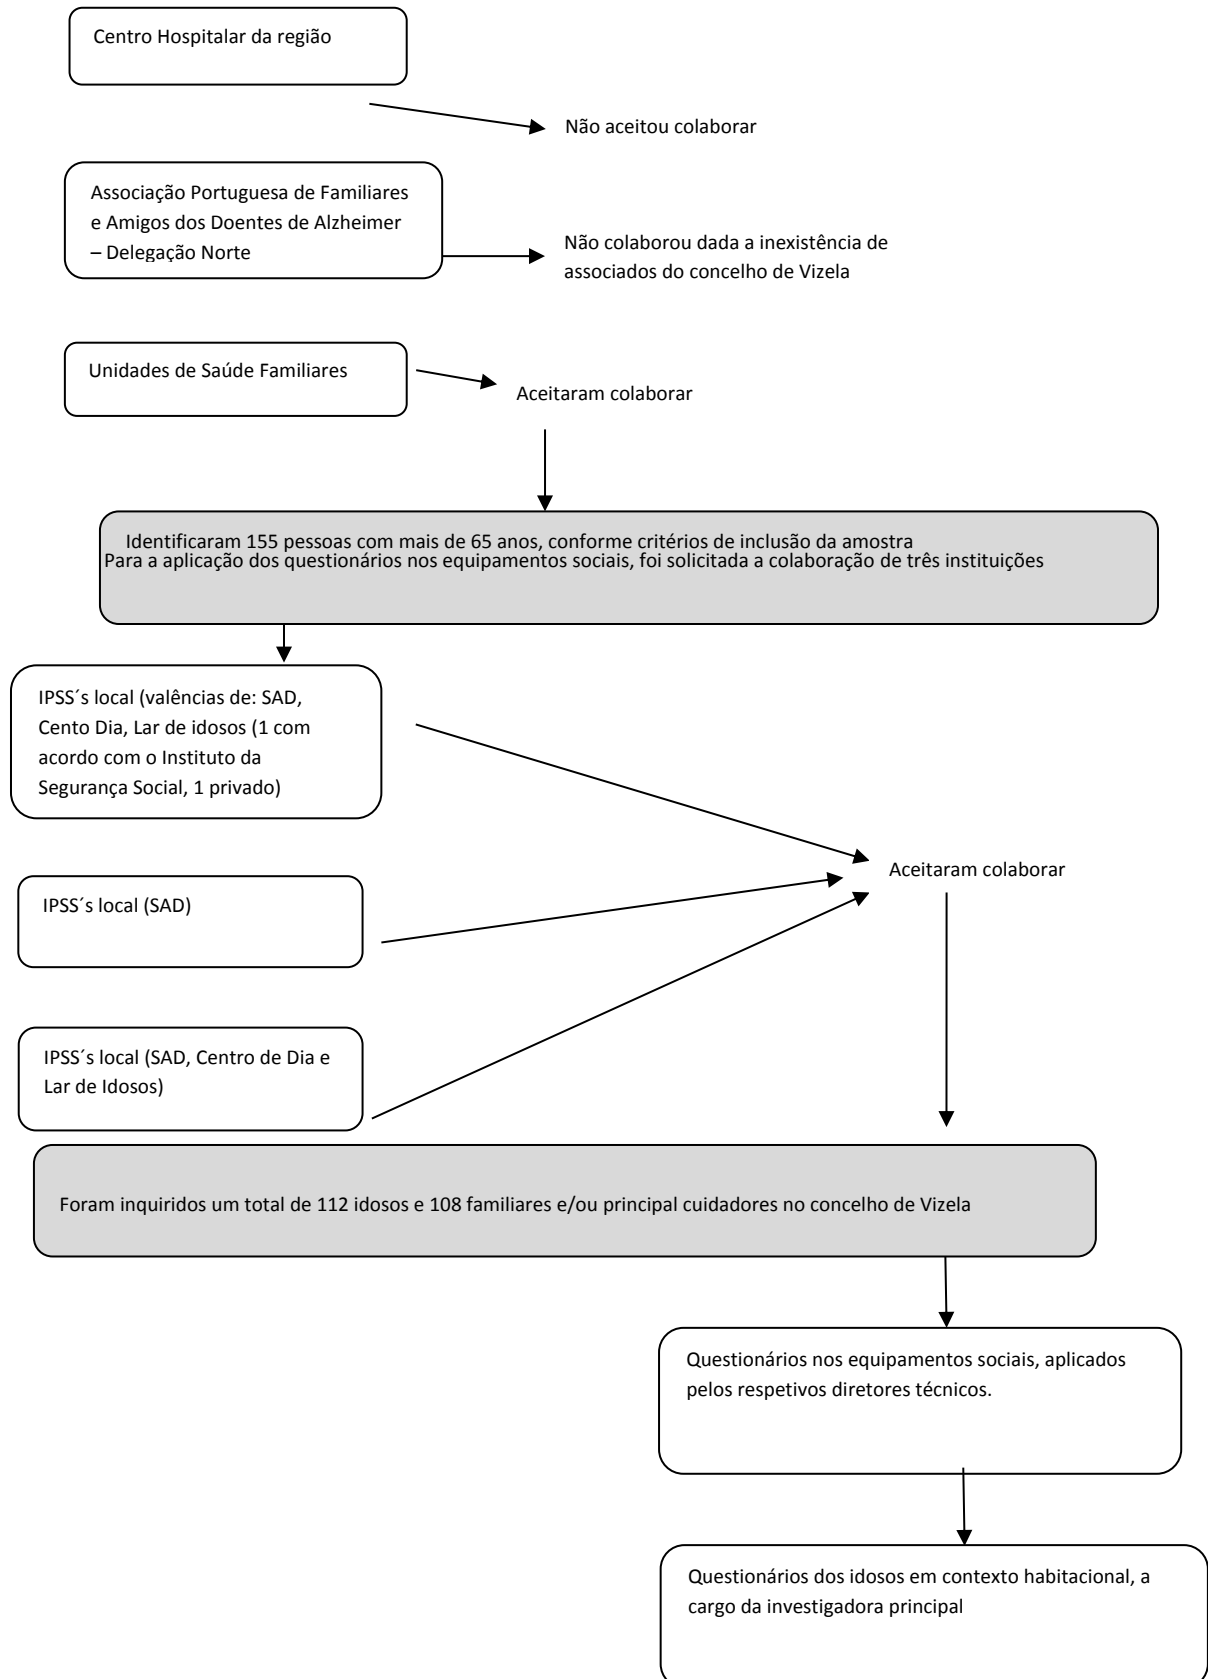 Centro Hospitalar da região
Não aceitou colaborar
Associação Portuguesa de Familiares
e Amigos dos Doentes de Alzheimer
– Delegação Norte
Não colaborou dada a inexistência de
associados do concelho de Vizela
Unidades de Saúde Familiares
Aceitaram colaborar
Identificaram 155 pessoas com mais de 65 anos, conforme critérios de inclusão da amostra
Para a aplicação dos questionários nos equipamentos sociais, foi solicitada a colaboração de três instituições
IPSS´s local (valências de: SAD,
Cento Dia, Lar de idosos (1 com
acordo com o Instituto da
Segurança Social, 1 privado)
Aceitaram colaborar
IPSS´s local (SAD)
IPSS´s local (SAD, Centro de Dia e
Lar de Idosos)
Foram inquiridos um total de 112 idosos e 108 familiares e/ou principal cuidadores no concelho de Vizela
Questionários nos equipamentos sociais, aplicados
pelos respetivos diretores técnicos.
Questionários dos idosos em contexto habitacional, a
cargo da investigadora principal